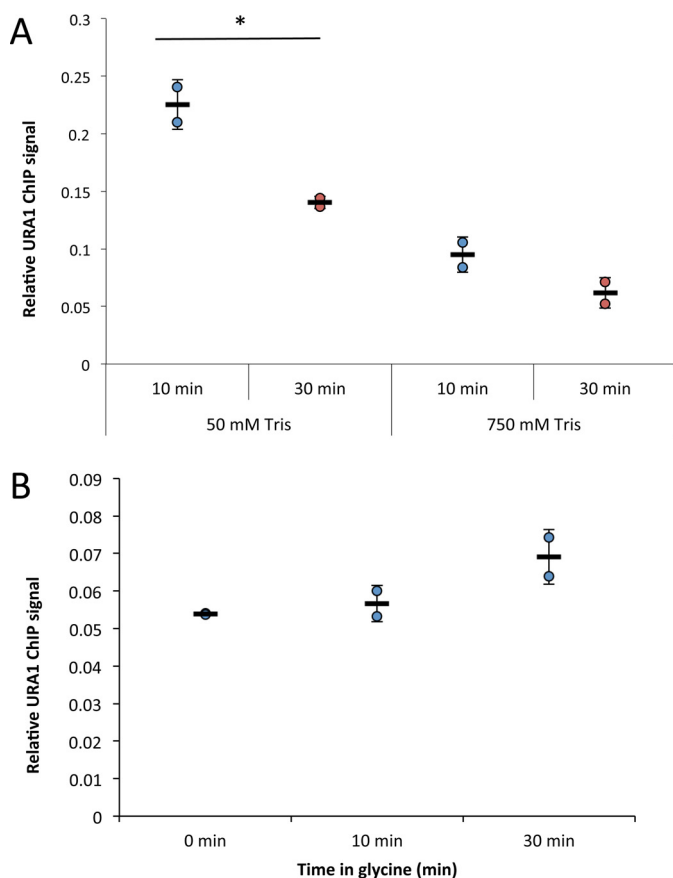 A
Relative URA1 ChIP signal
0.3
0.25
0.2
0.15
0.1
0.05
0
*
10 min 30 min 10 min 30 min
50 mM Tris 750 mM Tris
B
Relative URA1 ChIP signal
0.09
0.08
0.07
0.06
0.05
0.04
0.03
0.02
0.01
0
0 min 10 min 30 min
Time in glycine (min)